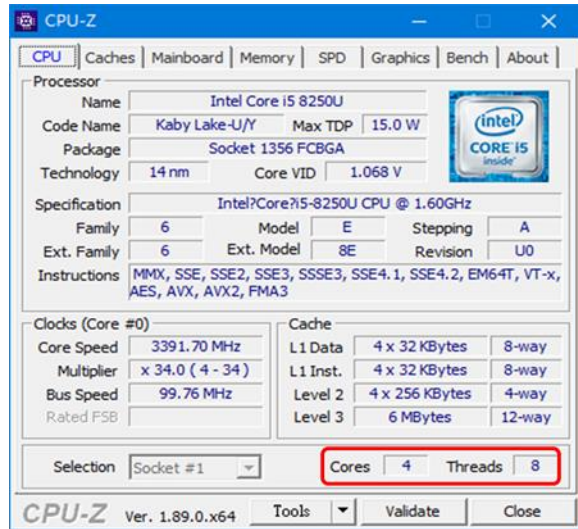 CPU-Z
CPU Caches Mainboard Memory SPD Graphics Bench About
Processor
Name Intel Core i5 8250U
Code Name Kaby Lake-U/Y Max TDP 15.0 W
Package Socket 1356 FCBGA
Technology 14 nm Core VID 1.068 V
intel
CORE i5
inside
Specification Intel?Core?i5-8250U CPU @ 1.60GHz
Family 6 Model E Stepping A
Ext. Family 6 Ext. Model 8E Revision U0
Instructions MMX, SSE, SSE2, SSE3, SSSE3, SSE4.1, SSE4.2, EM64T, VT-x,
AES, AVX, AVX2, FMA3
Clocks (Core #0)
Core Speed 3391.70 MHz
Multiplier x 34.0 ( 4 - 34 )
Bus Speed 99.76 MHz
Rated FSB
Cache
L1 Data 4 x 32 KBytes 8-way
L1 Inst. 4 x 32 KBytes 8-way
Level 2 4 x 256 KBytes 4-way
Level 3 6 MBytes 12-way
Selection Socket #1 Cores 4 Threads 8
CPU-Z Ver. 1.89.0.x64 Tools Validate Close